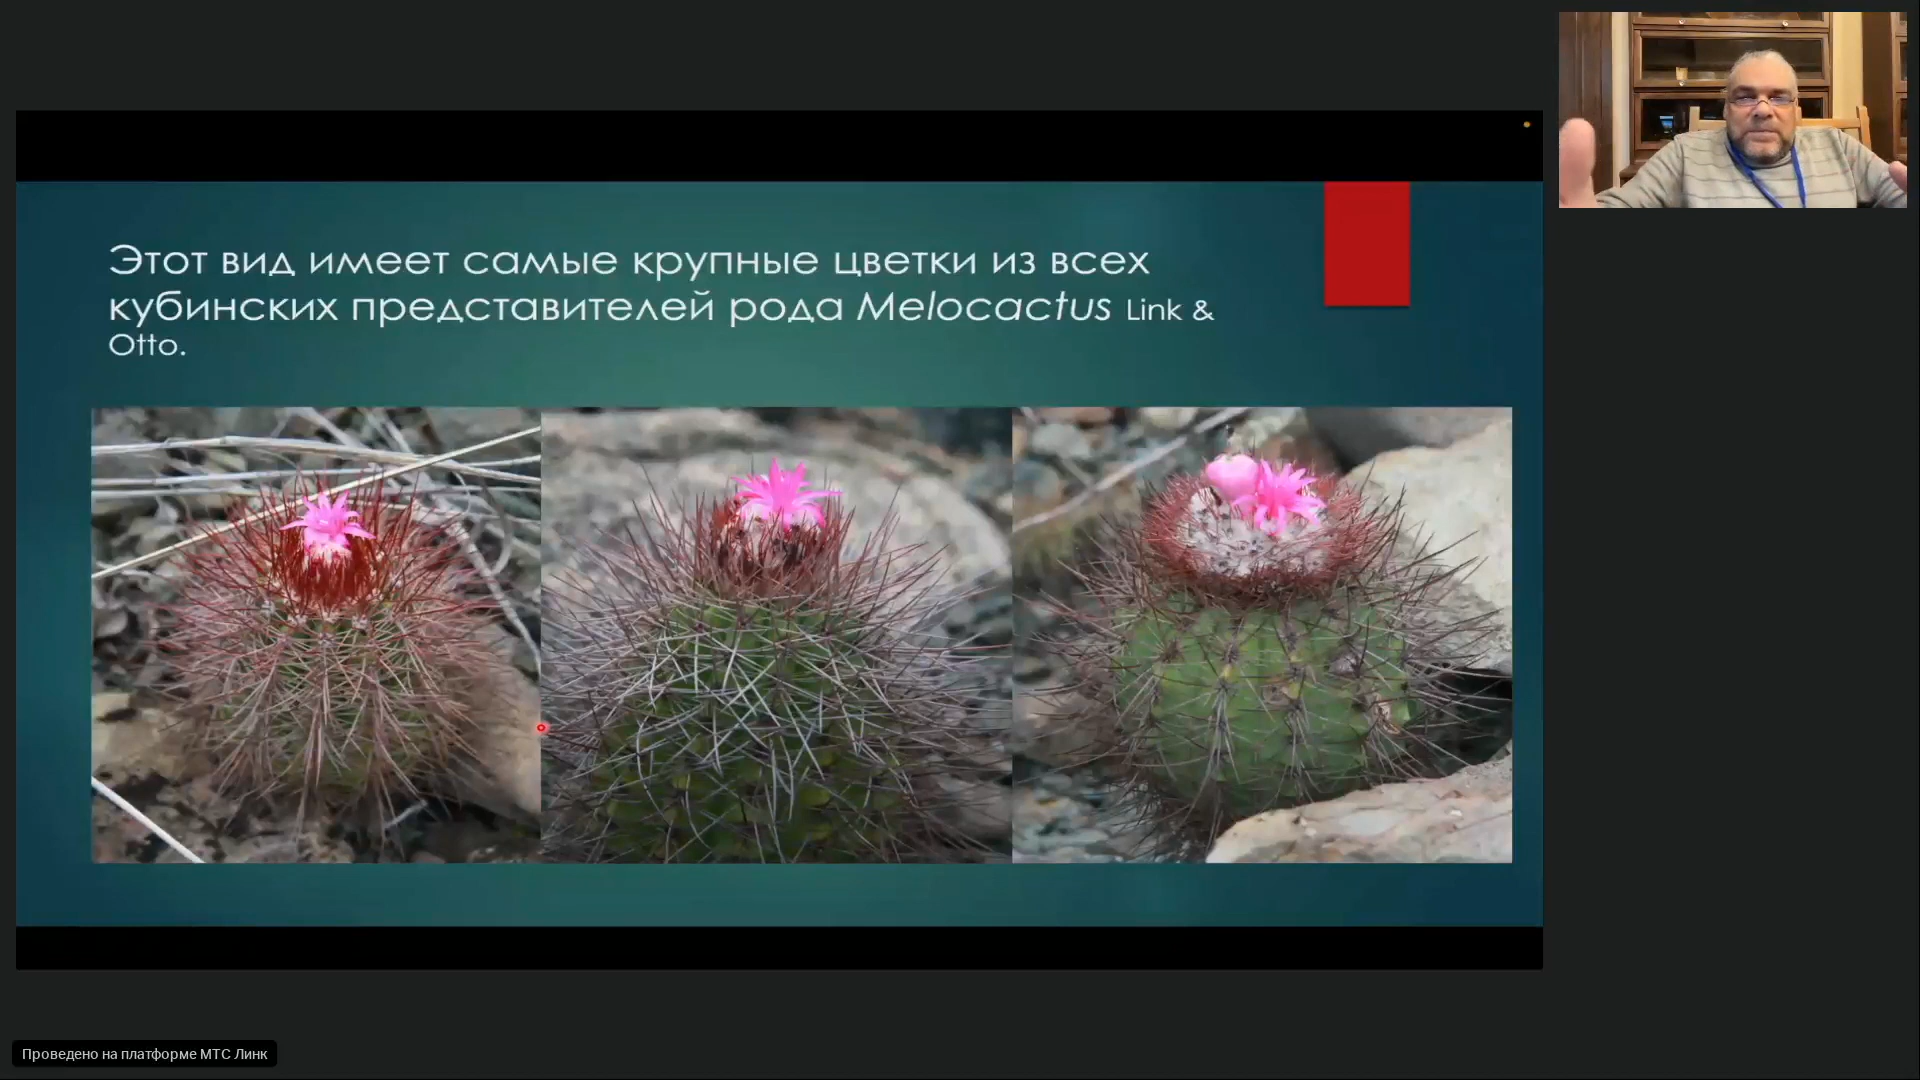 Этот вид имеет самые крупные цветки из всех
кубинских представителей рода Melocactus Link &
Otto.
Проведено на платформе МТС Линк